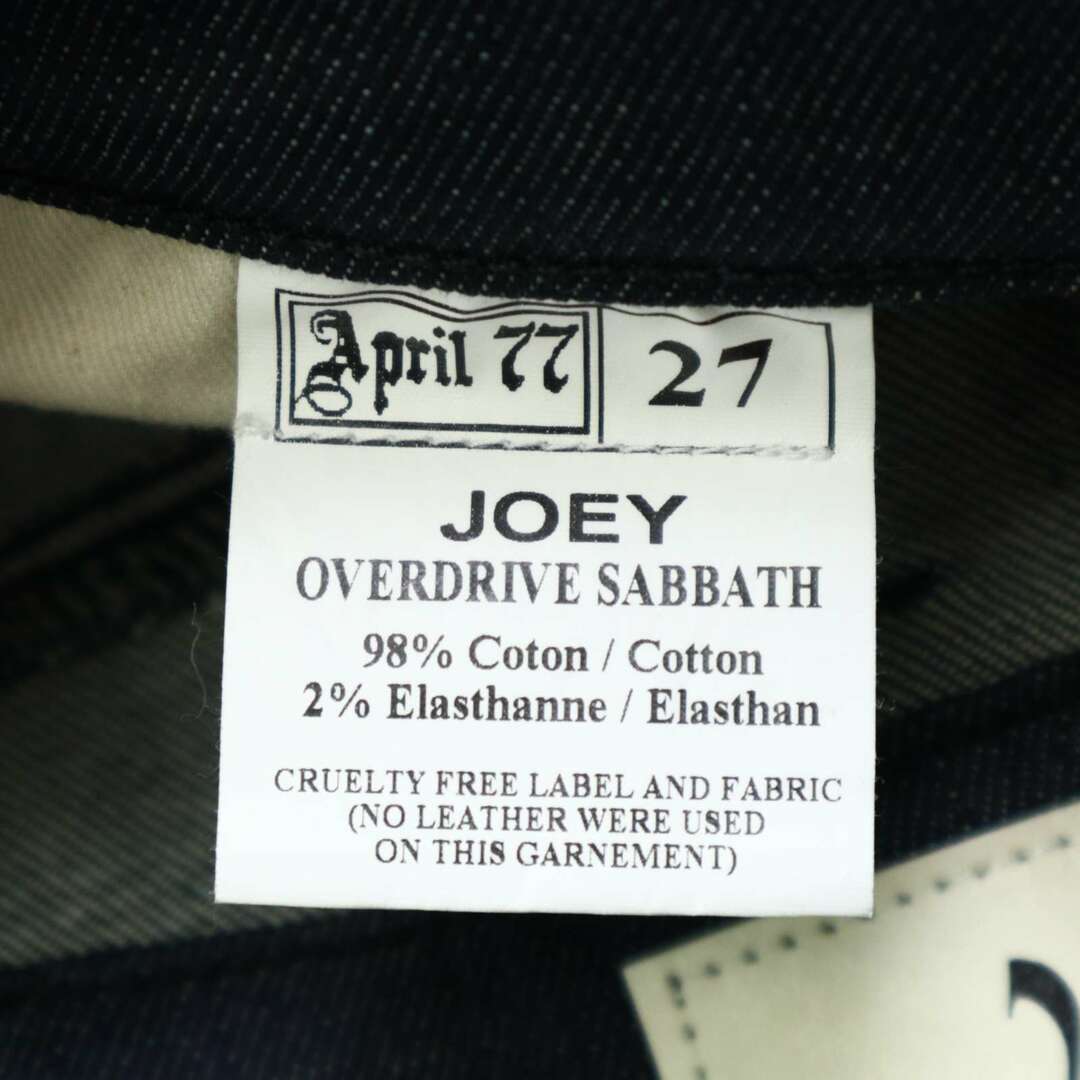 April 77
27
JOEY
OVERDRIVE SABBATH
98% Coton / Cotton
2% Elasthanne / Elasthan
CRUELTY FREE LABEL AND FABRIC
(NO LEATHER WERE USED
ON THIS GARNEMENT)